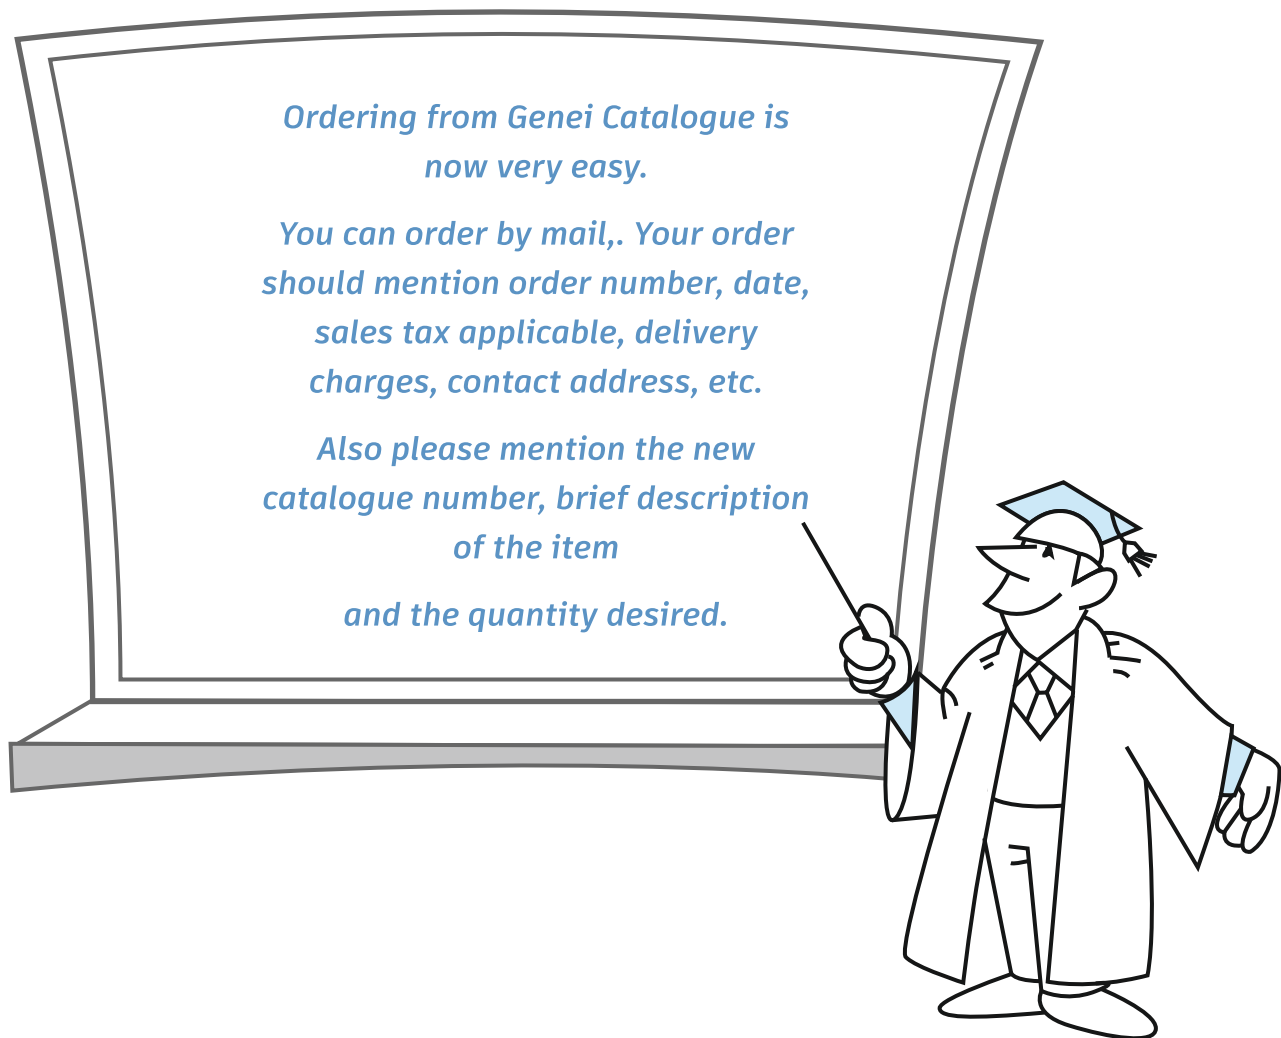 Ordering from Genei Catalogue is
now very easy.
You can order by mail,. Your order
should mention order number, date,
sales tax applicable, delivery
charges, contact address, etc.
Also please mention the new
catalogue number, brief description
of the item
and the quantity desired.